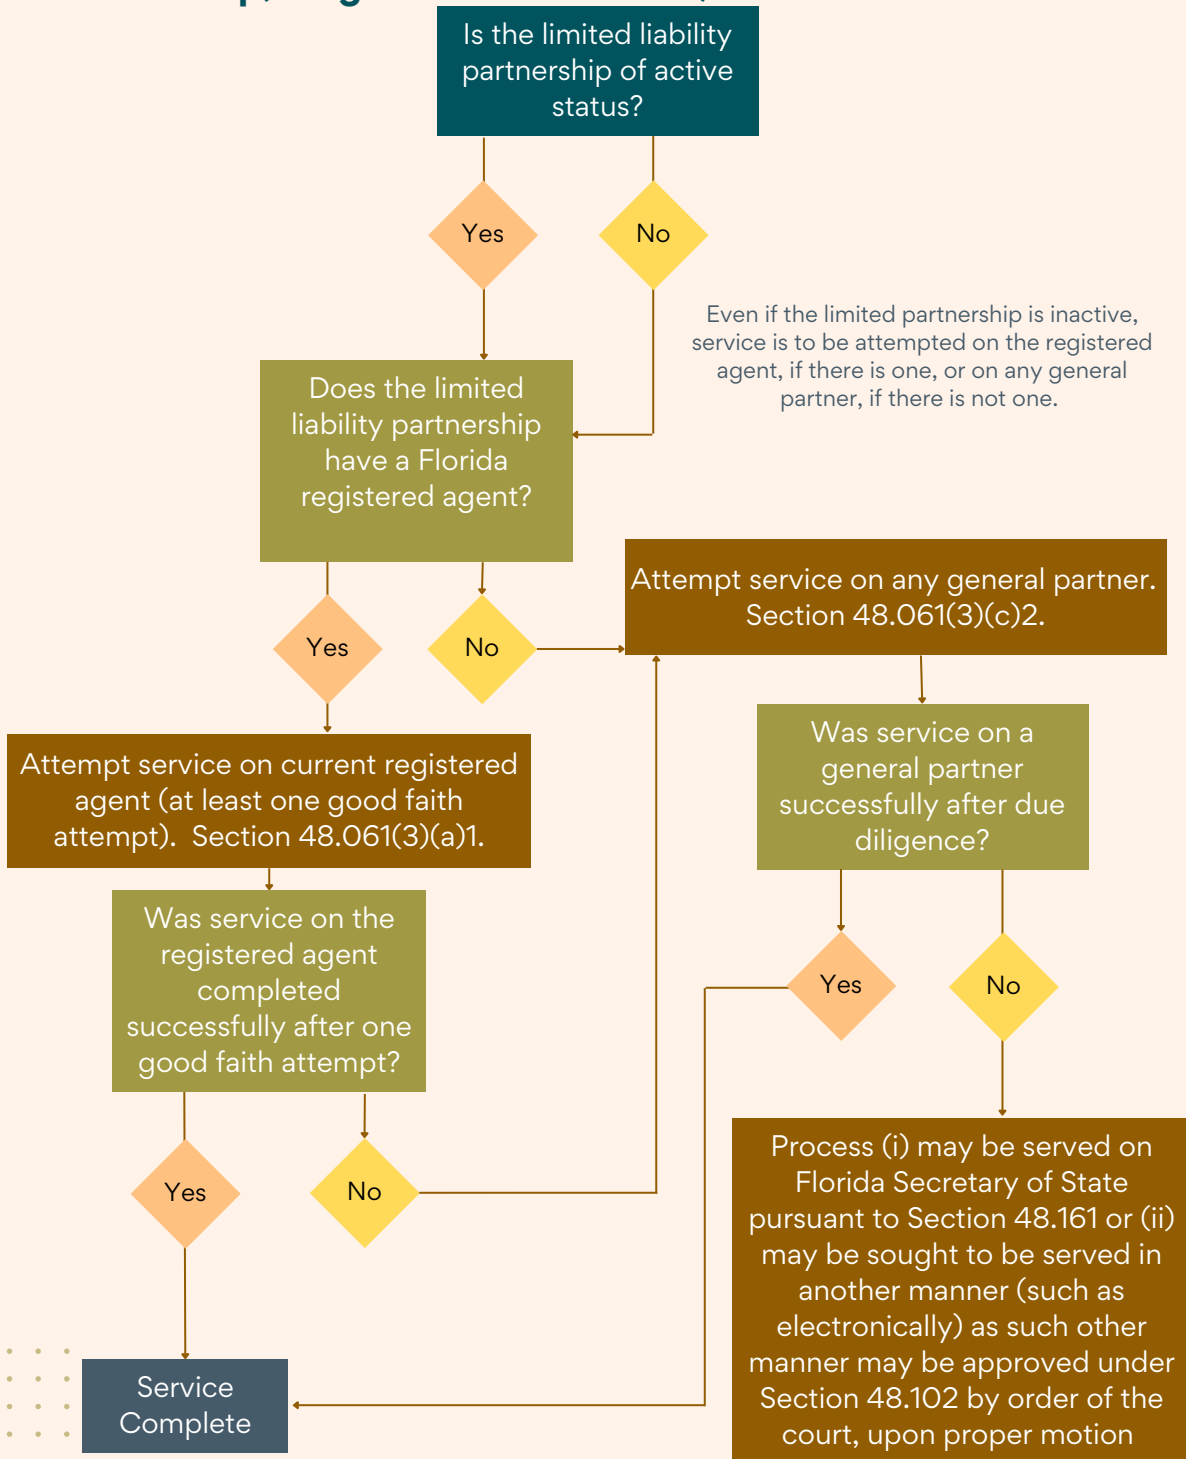 Is the limited liability
partnership of active
status?
Yes
No
Even if the limited partnership is inactive,
service is to be attempted on the registered
agent, if there is one, or on any general
partner, if there is not one.
Does the limited
liability partnership
have a Florida
registered agent?
Attempt service on any general partner.
Section 48.061(3)(c)2.
Yes
No
Was service on a
general partner
successfully after due
diligence?
Attempt service on current registered
agent (at least one good faith
attempt).  Section 48.061(3)(a)1.
Was service on the
registered agent
completed
successfully after one
good faith attempt?
Yes
No
Yes
No
Process (i) may be served on
Florida Secretary of State
pursuant to Section 48.161 or (ii)
may be sought to be served in
another manner (such as
electronically) as such other
manner may be approved under
Section 48.102 by order of the
court, upon proper motion
Service
Complete